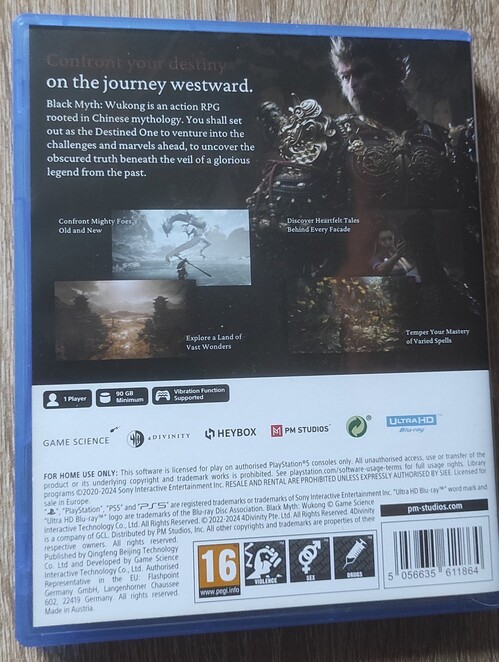 Confront your destiny
on the journey westward.
Black Myth: Wukong is an action RPG
rooted in Chinese mythology. You shall set
out as the Destined One to venture into the
challenges and marvels ahead, to uncover the
obscured truth beneath the veil of a glorious
legend from the past.
Confront Mighty Foes,
Old and New
Discover Heartfelt Tales
Behind Every Facade
Explore a Land of
Vast Wonders
Temper Your Mastery
of Varied Spells
1 Player
90 GB
Minimum
Vibration Function
Supported
GAME SCIENCE
4DIVINITY
HEYBOX
PM STUDIOS
ULTRA HD
Blu-ray
FOR HOME USE ONLY: This software is licensed for play on authorised PlayStation®5 consoles only. All unauthorised access, use or transfer of the
product or its underlying copyright and trademark works is prohibited. See playstation.com/software-usage-terms for full usage rights. Library
programs ©2020-2024 Sony Interactive Entertainment Inc. RESALE AND RENTAL ARE PROHIBITED UNLESS EXPRESSLY AUTHORISED BY SIEE. Licensed for
sale in Europe.
"PlayStation", "PS5" and "PS5" are registered trademarks or trademarks of Sony Interactive Entertainment Inc. "Ultra HD Blu-ray™" word mark and
"Ultra HD Blu-ray™" logo are trademarks of the Blu-ray Disc Association. Black Myth: Wukong © Game Science
Interactive Technology Co., Ltd. All Rights Reserved. © 2022-2024 4Divinity Pte. Ltd. All Rights Reserved. 4Divinity
is a company of GCL. Distributed by PM Studios, Inc. All other copyrights and trademarks are properties of their
respective owners. All rights reserved.
Published by Qingfeng Beijing Technology
Co. Ltd and Developed by Game Science
Interactive Technology Co., Ltd. Authorised
Representative in the EU: Flashpoint
Germany GmbH, Langenhorner Chaussee
602, 22419 Germany. All rights reserved.
Made in Austria.
pm-studios.com
16
www.pegi.info
VIOLENCE
SEX
DRUGS
5 056635 611864